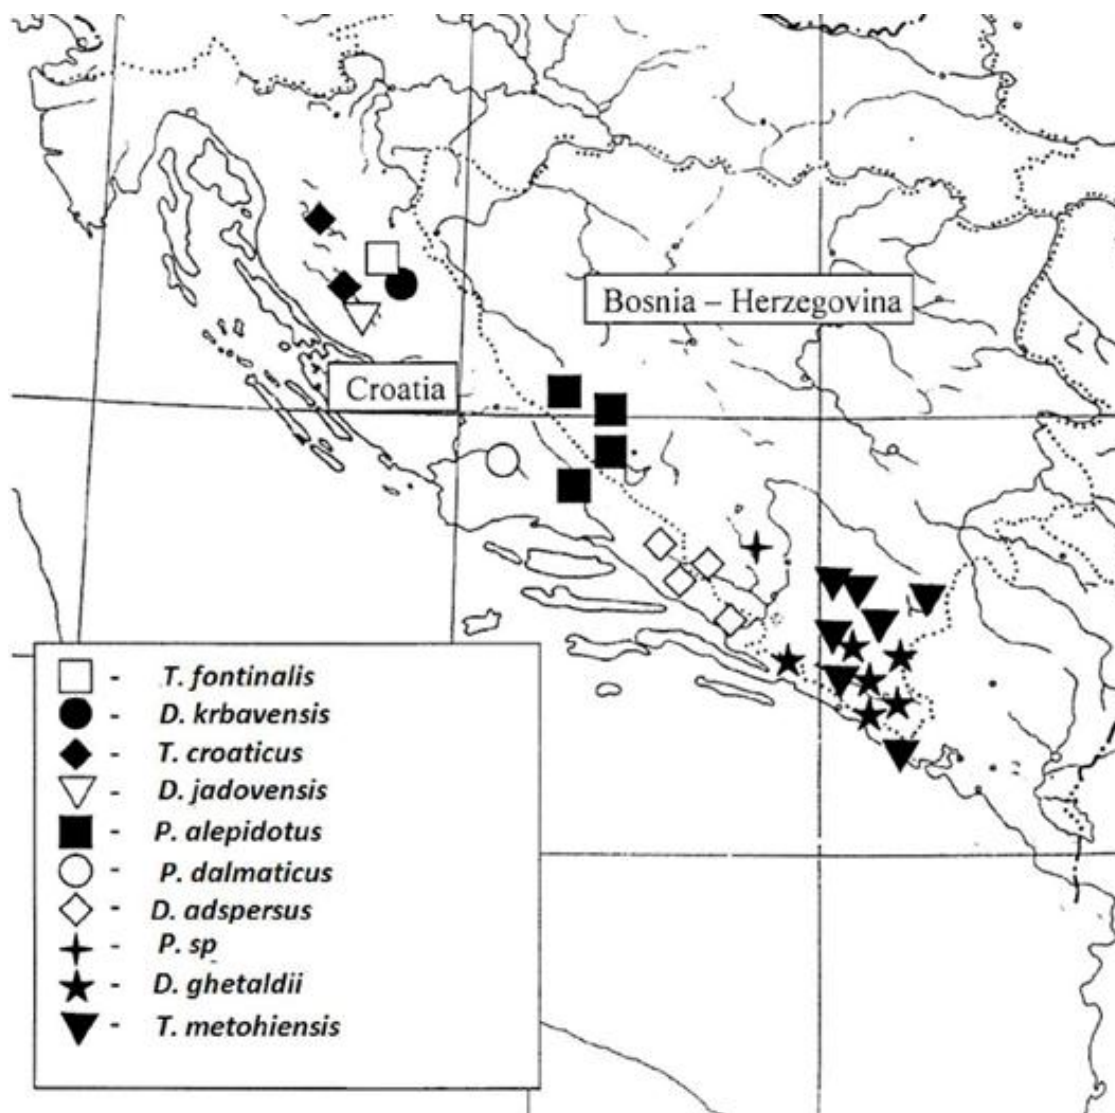 Bosnia – Herzegovina
Croatia
- T. fontinalis
- D. krbavensis
- T. croaticus
- D. jadovensis
- P. alepidotus
- P. dalmaticus
- D. adspersus
- P. sp
- D. ghetaldii
- T. metohiensis